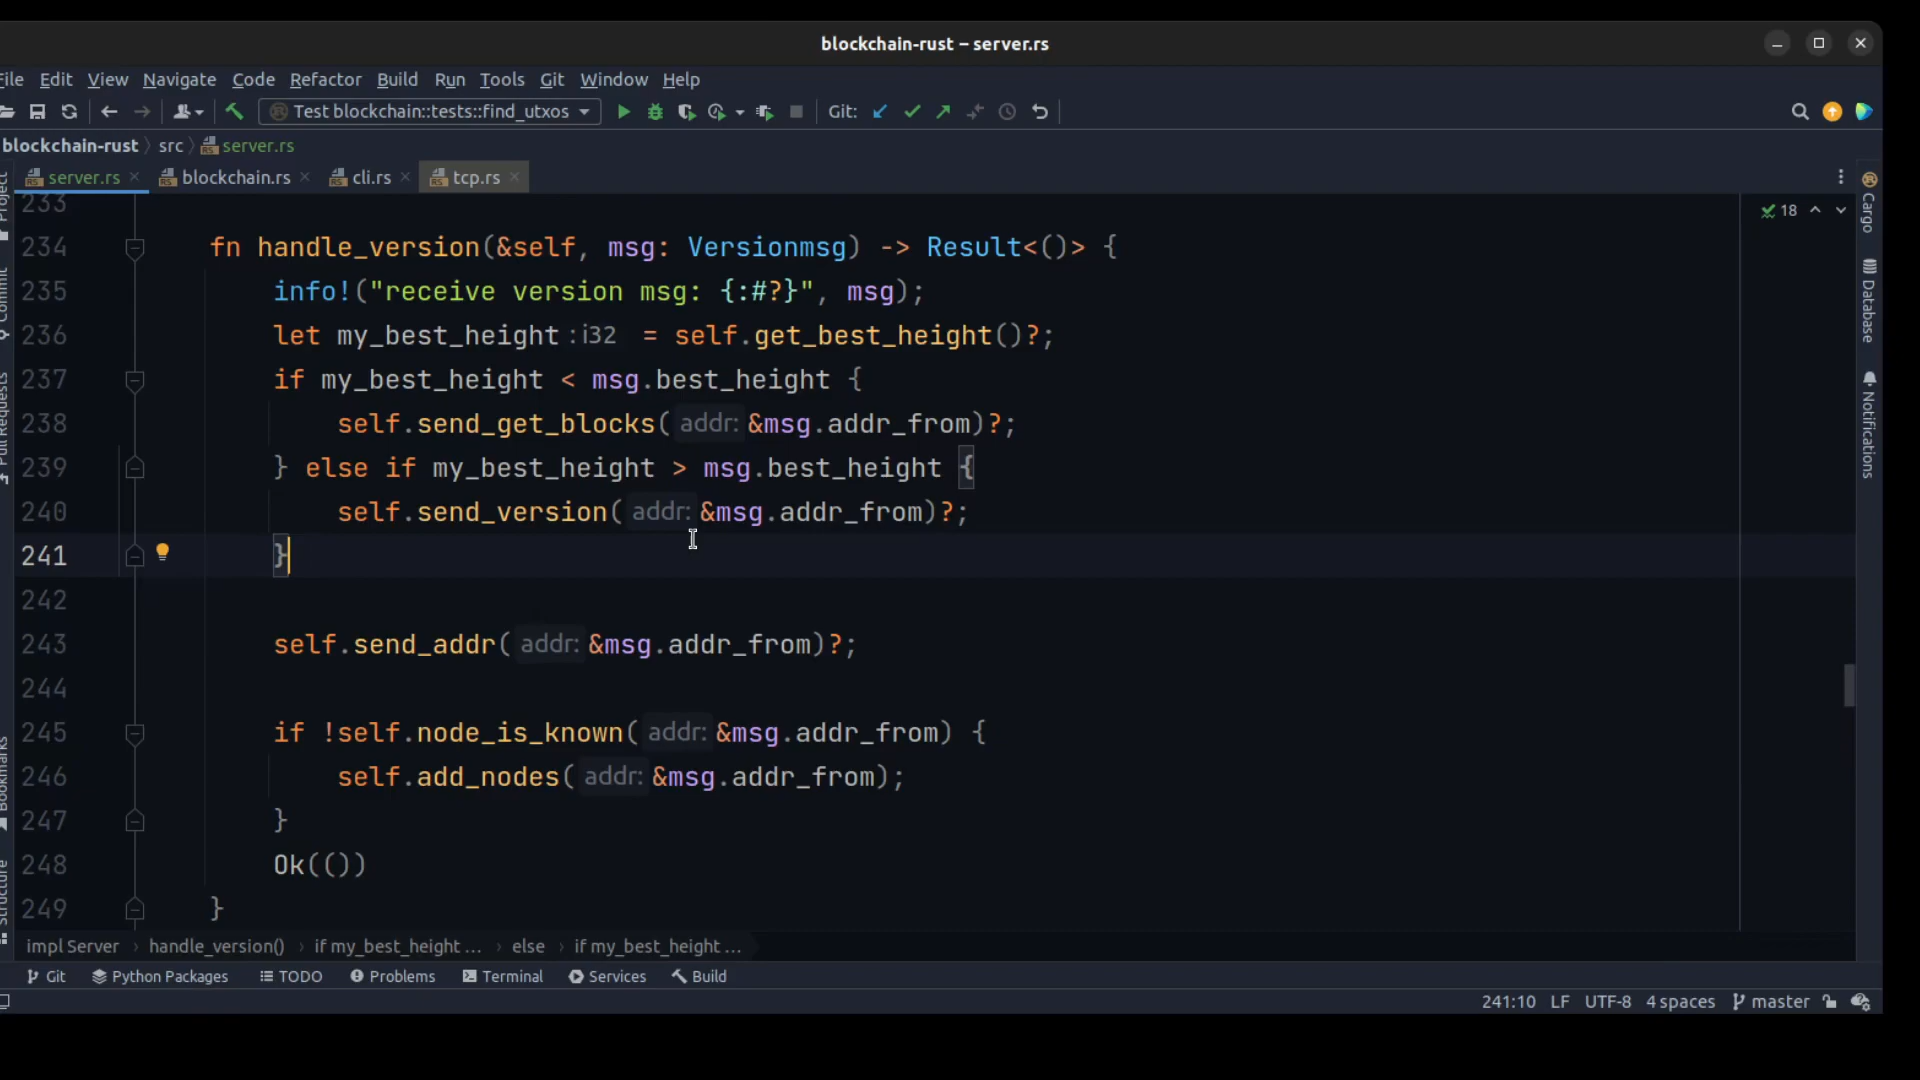 blockchain-rust – server.rs
File Edit View Navigate Code Refactor Build Run Tools Git Window Help
Test blockchain::tests::find_utxos Git:
blockchain-rust src server.rs
server.rs blockchain.rs cli.rs tcp.rs
233
18
234 fn handle_version(&self, msg: Versionmsg) -> Result<()> {
235 info!("receive version msg: {:#?}", msg);
236 let my_best_height : i32 = self.get_best_height()?;
237 if my_best_height < msg.best_height {
238 self.send_get_blocks( addr: &msg.addr_from)?;
239 } else if my_best_height > msg.best_height {
240 self.send_version( addr: &msg.addr_from)?;
241 }
242
243 self.send_addr( addr: &msg.addr_from)?;
244
245 if !self.node_is_known( addr: &msg.addr_from) {
246 self.add_nodes( addr: &msg.addr_from);
247 }
248 Ok(())
249 }
Project
Commit
Pull Requests
Bookmarks
Structure
Cargo
Database
Notifications
impl Server handle_version() if my_best_height ... else if my_best_height ...
Git Python Packages TODO Problems Terminal Services Build
241:10 LF UTF-8 4 spaces master